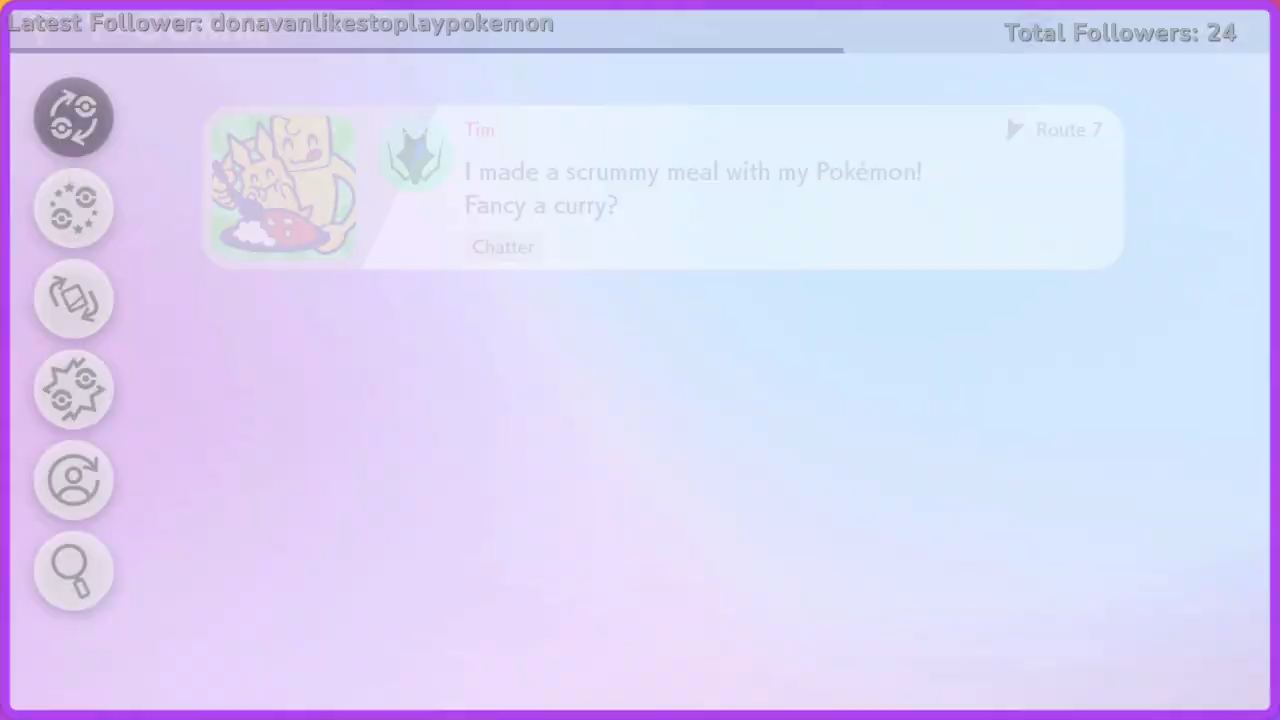 Latest Follower: donavanlikestoplaypokemon
Total Followers: 24
Tim
Route 7
I made a scrummy meal with my Pokémon!
Fancy a curry?
Chatter